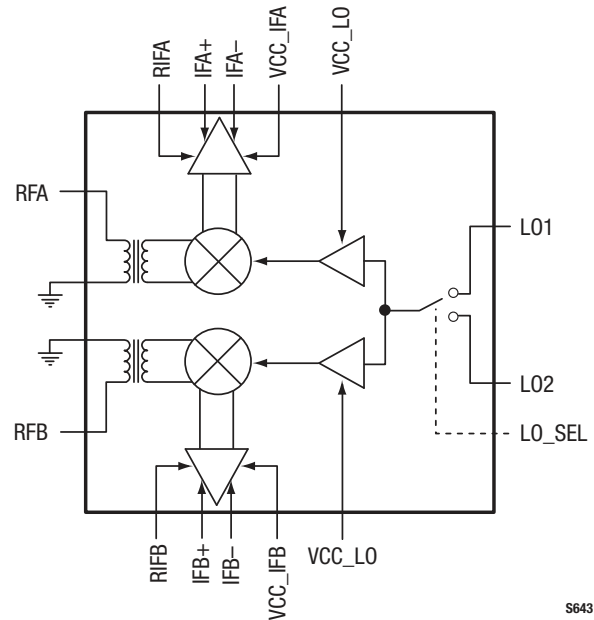 RIFA
IFA+
IFA–
VCC_IFA
VCC_LO
RFA
LO1
LO2
RFB
LO_SEL
RIFB
IFB+
IFB–
VCC_IFB
VCC_LO
S643